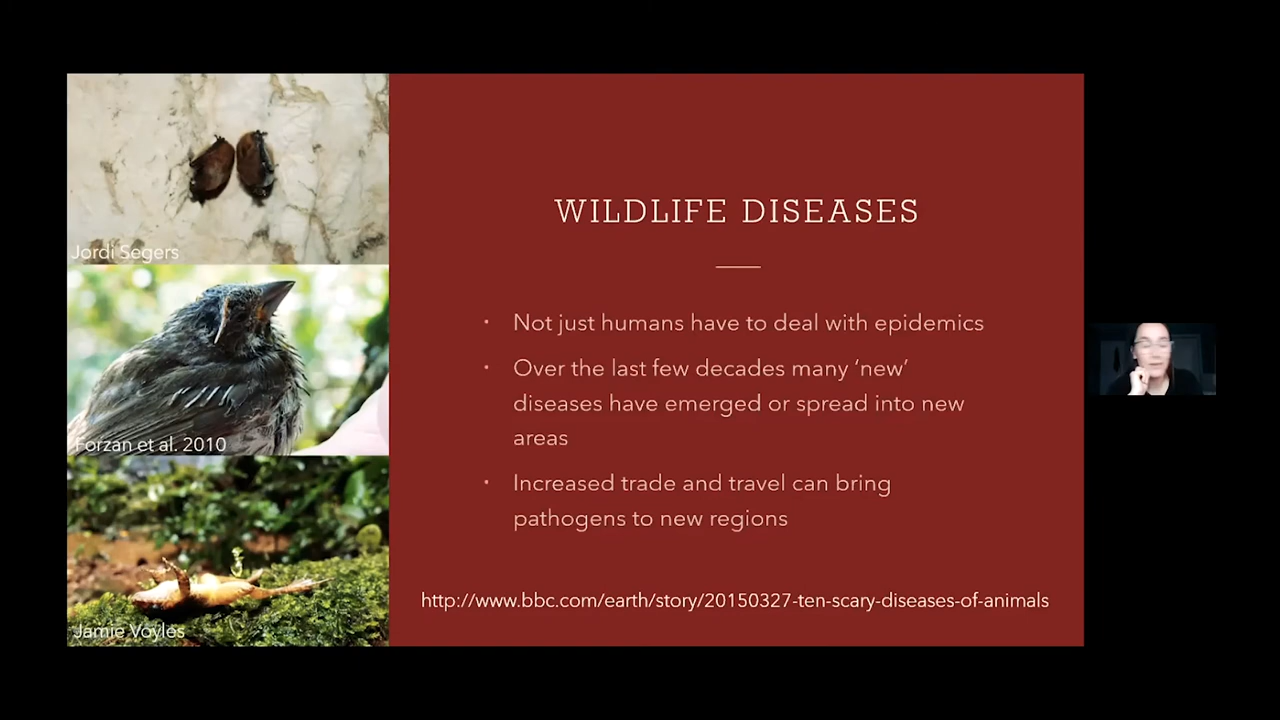 Jordi Segers
Forzan et al. 2010
Jamie Voyles
WILDLIFE DISEASES
· Not just humans have to deal with epidemics
· Over the last few decades many ‘new’
diseases have emerged or spread into new
areas
· Increased trade and travel can bring
pathogens to new regions
http://www.bbc.com/earth/story/20150327-ten-scary-diseases-of-animals